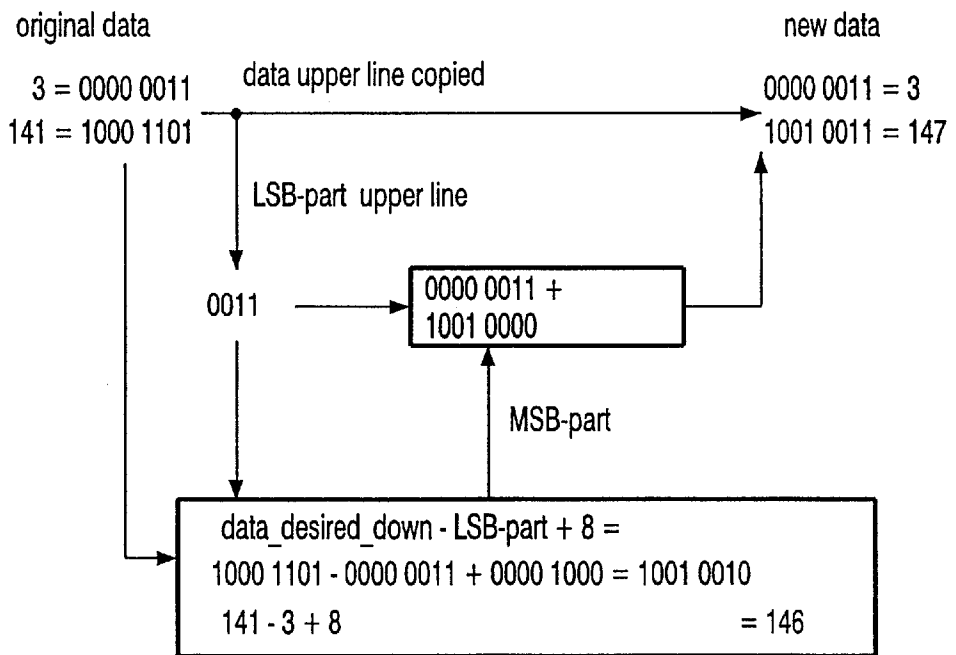 original data
new data
3 = 0000 0011
141 = 1000 1101
data upper line copied
0000 0011 = 3
1001 0011 = 147
LSB-part upper line
0011
0000 0011 +
1001 0000
MSB-part
data_desired_down - LSB-part + 8 =
1000 1101 - 0000 0011 + 0000 1000 = 1001 0010
141 - 3 + 8 = 146